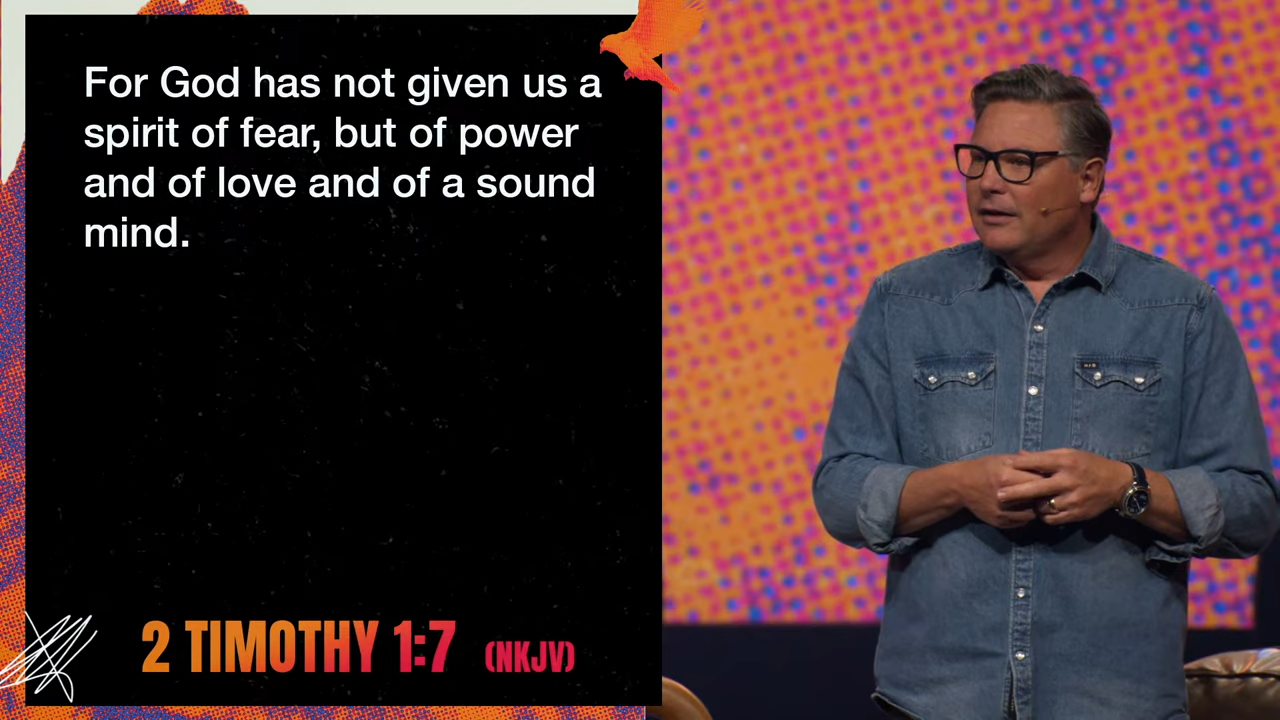 For God has not given us a
spirit of fear, but of power
and of love and of a sound
mind.
2 TIMOTHY 1:7 (NKJV)